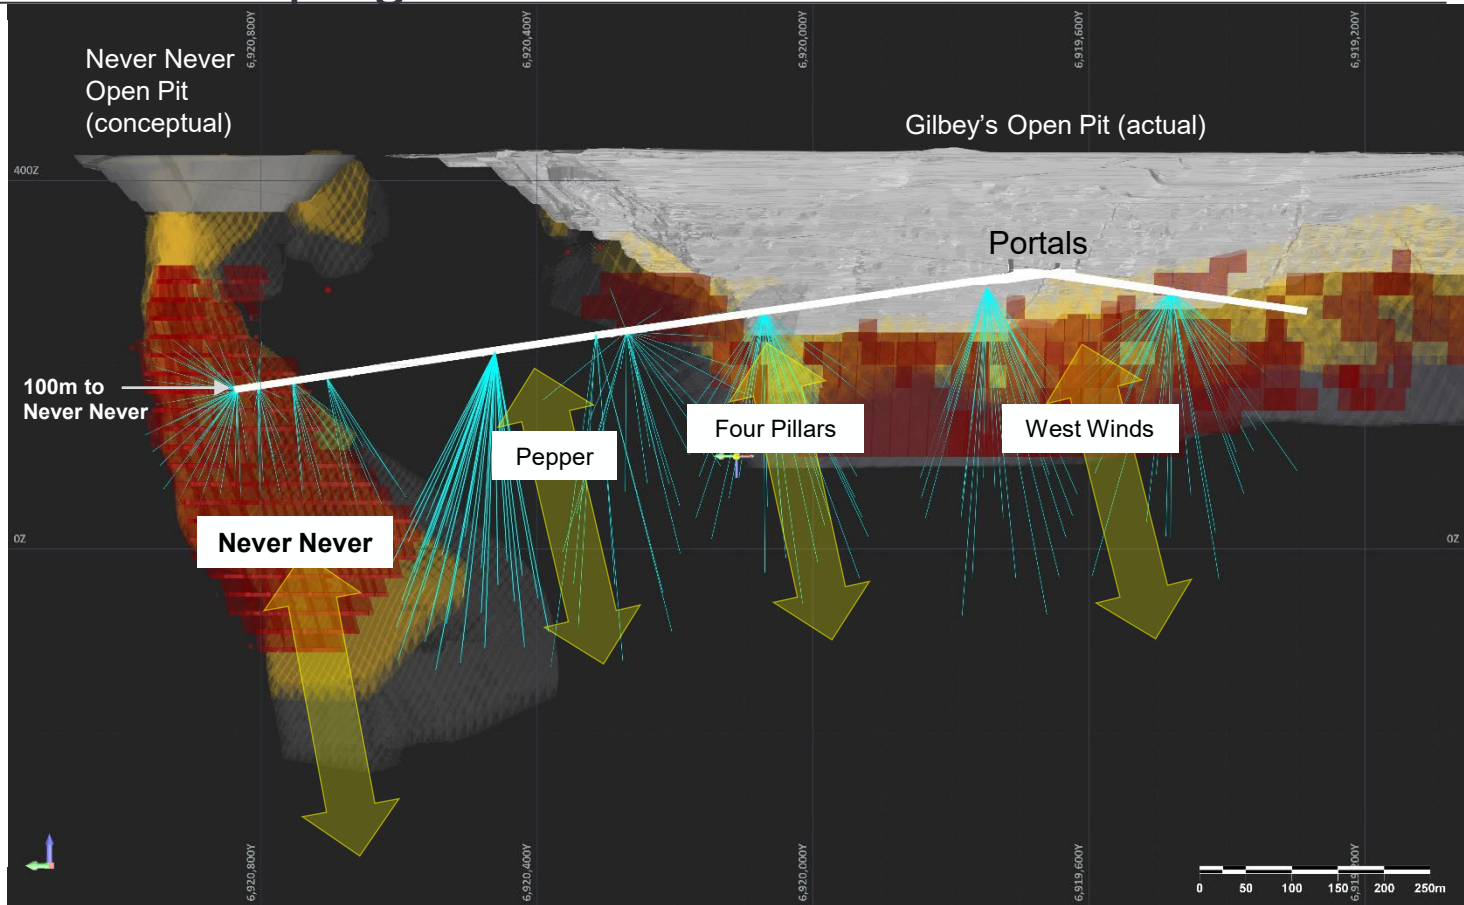 6,920,800Y
6,920,400Y
6,920,000Y
6,919,600Y
6,919,200Y
Never Never
Open Pit
(conceptual)
Gilbey's Open Pit (actual)
400Z
Portals
100m to
Never Never
Four Pillars
West Winds
Pepper
Never Never
0Z
0Z
6,920,800Y
6,920,400Y
6,920,000Y
6,919,600Y
6,919,200Y
0 50 100 150 200 250m